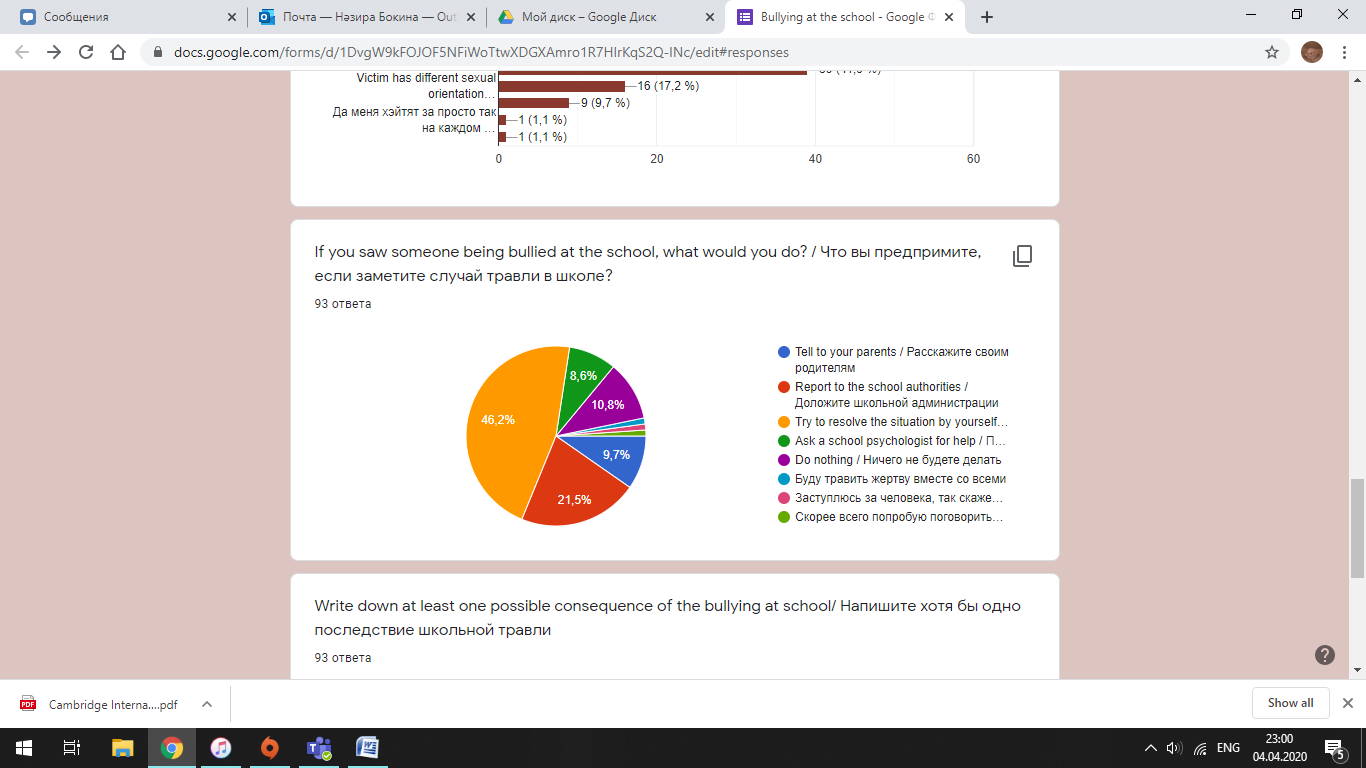 Сообщения
Почта — Нәзира Бокина — Out
Мой диск – Google Диск
Bullying at the school - Google Ф
docs.google.com/forms/d/1DvgW9kFOJOF5NFiWoTtwXDGXAmro1R7HIrKqS2Q-INc/edit#responses
Victim has different sexual
orientation…
16 (17,2 %)
9 (9,7 %)
Да меня хэйтят за просто так
на каждом …
1 (1,1 %)
1 (1,1 %)
0
20
40
60
If you saw someone being bullied at the school, what would you do? / Что вы предпримите,
если заметите случай травли в школе?
93 ответа
8,6%
10,8%
46,2%
9,7%
21,5%
Tell to your parents / Расскажите своим
родителям
Report to the school authorities /
Доложите школьной администрации
Try to resolve the situation by yourself…
Ask a school psychologist for help / П…
Do nothing / Ничего не будете делать
Буду травить жертву вместе со всеми
Заступлюсь за человека, так скаже…
Скорее всего попробую поговорить…
Write down at least one possible consequence of the bullying at school/ Напишите хотя бы одно
последствие школьной травли
93 ответа
Cambridge Interna....pdf
Show all
ENG
23:00
04.04.2020
5